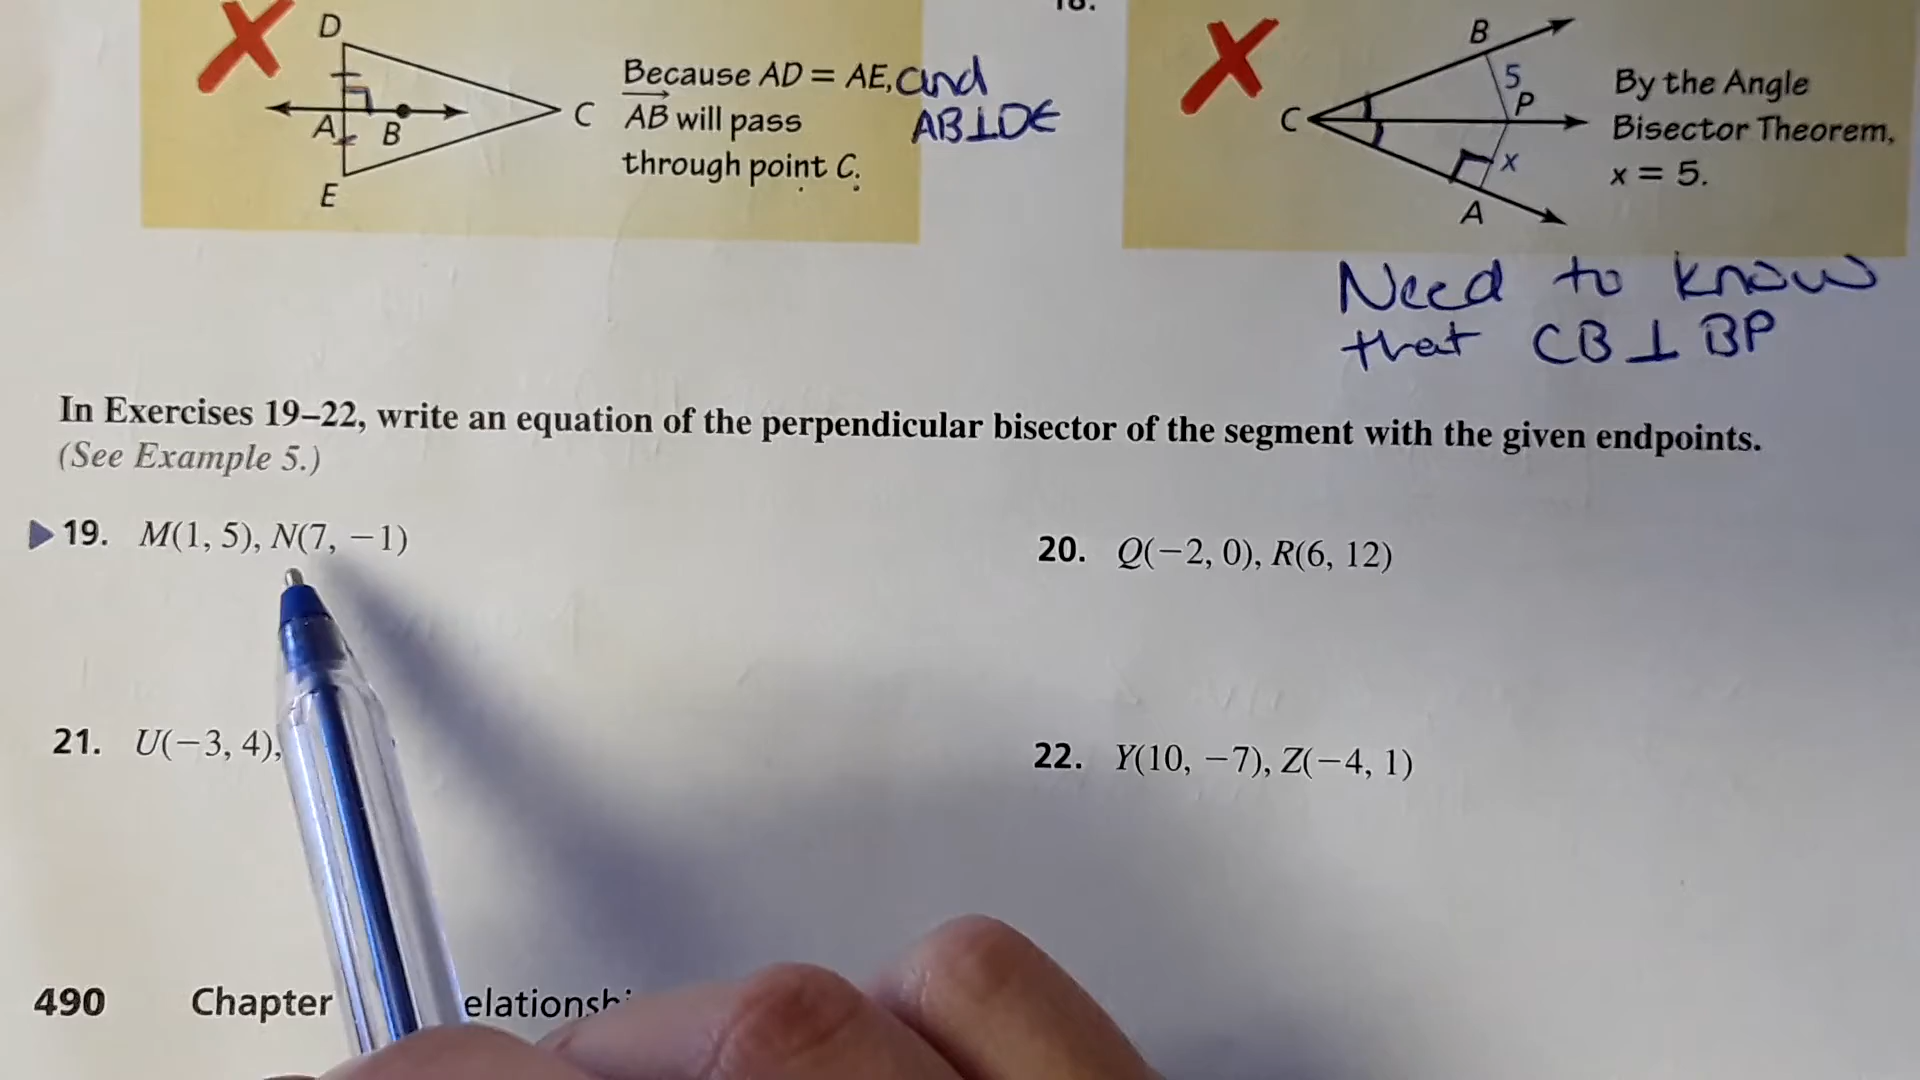 18.
D
A
B
E
C
Because AD = AE, and
AB will pass AB⊥DE
through point C.
B
5
P
C
x
A
By the Angle
Bisector Theorem,
x = 5.
Need to know
that CB ⊥ BP
In Exercises 19–22, write an equation of the perpendicular bisector of the segment with the given endpoints.
(See Example 5.)
19. M(1, 5), N(7, −1)
20. Q(−2, 0), R(6, 12)
21. U(−3, 4),
22. Y(10, −7), Z(−4, 1)
490 Chapter